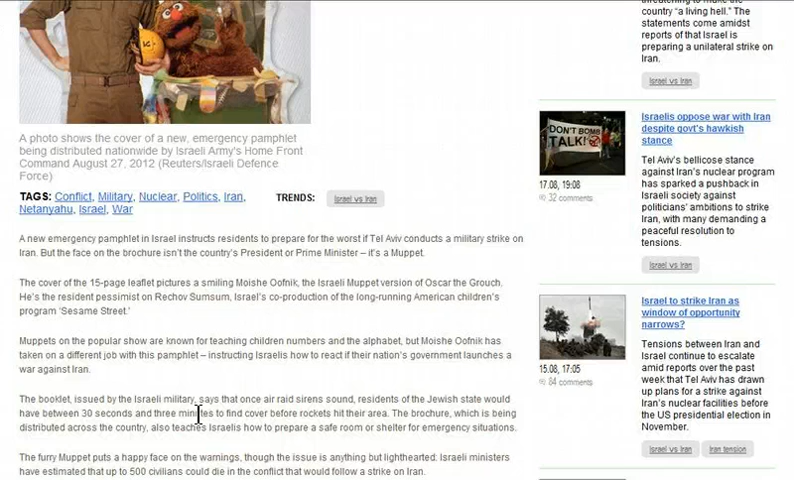 A photo shows the cover of a new, emergency pamphlet
being distributed nationwide by Israeli Army's Home Front
Command August 27, 2012 (Reuters/Israeli Defence
Force)
TAGS: Conflict, Military, Nuclear, Politics, Iran,
Netanyahu, Israel, War
TRENDS: Israel vs Iran
A new emergency pamphlet in Israel instructs residents to prepare for the worst if Tel Aviv conducts a military strike on
Iran. But the face on the brochure isn't the country's President or Prime Minister – it's a Muppet.
The cover of the 15-page leaflet pictures a smiling Moishe Oofnik, the Israeli Muppet version of Oscar the Grouch.
He's the resident pessimist on Rechov Sumsum, Israel's co-production of the long-running American children's
program 'Sesame Street.'
Muppets on the popular show are known for teaching children numbers and the alphabet, but Moishe Oofnik has
taken on a different job with this pamphlet – instructing Israelis how to react if their nation's government launches a
war against Iran.
The booklet, issued by the Israeli military, says that once air raid sirens sound, residents of the Jewish state would
have between 30 seconds and three minutes to find cover before rockets hit their area. The brochure, which is being
distributed across the country, also teaches Israelis how to prepare a safe room or shelter for emergency situations.
The furry Muppet puts a happy face on the warnings, though the issue is anything but lighthearted: Israeli ministers
have estimated that up to 500 civilians could die in the conflict that would follow a strike on Iran.
country "a living hell." The
statements come amidst
reports of that Israel is
preparing a unilateral strike on
Iran.
Israel vs Iran
DON'T BOMB
TALK!
17.08, 19:08
32 comments
Israelis oppose war with Iran
despite govt's hawkish
stance
Tel Aviv's bellicose stance
against Iran's nuclear program
has sparked a pushback in
Israeli society against
politicians' ambitions to strike
Iran, with many demanding a
peaceful resolution to
tensions.
Israel vs Iran
15.08, 17:05
84 comments
Israel to strike Iran as
window of opportunity
narrows?
Tensions between Iran and
Israel continue to escalate
amid reports over the past
week that Tel Aviv has drawn
up plans for a strike against
Iran's nuclear facilities before
the US presidential election in
November.
Israel vs Iran
Iran tension